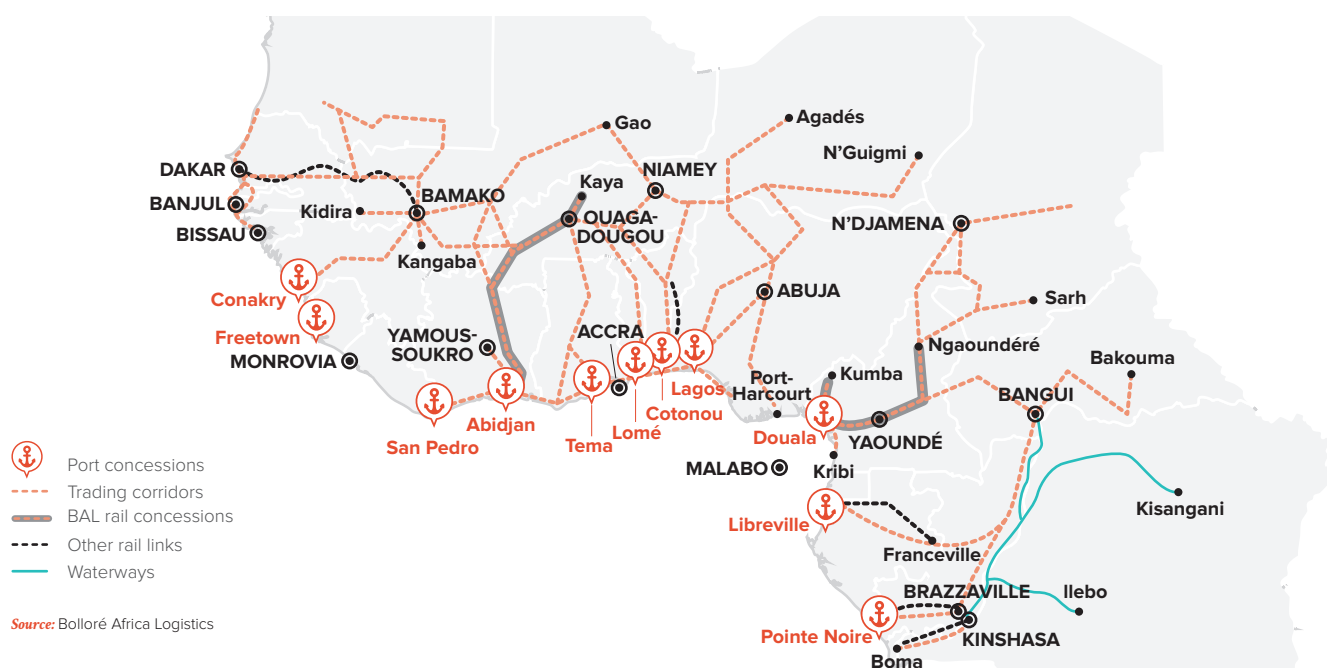 Gao
Agadés
N'Guigmi
DAKAR
NIAMEY
Kaya
BAMAKO
BANJUL
Kidira
OUAGA-
DOUGOU
N'DJAMENA
BISSAU
Kangaba
ABUJA
Conakry
Sarh
Freetown
ACCRA
YAMOUS-
SOUKRO
MONROVIA
Ngaoundéré
Bakouma
Kumba
Port-
Harcourt
Lagos
BANGUI
Cotonou
Abidjan
Lomé
Tema
San Pedro
Douala
YAOUNDÉ
MALABO
Kribi
Kisangani
Libreville
Franceville
BRAZZAVILLE
Ilebo
Pointe Noire
KINSHASA
Boma
Port concessions
Trading corridors
BAL rail concessions
Other rail links
Waterways
Source: Bolloré Africa Logistics